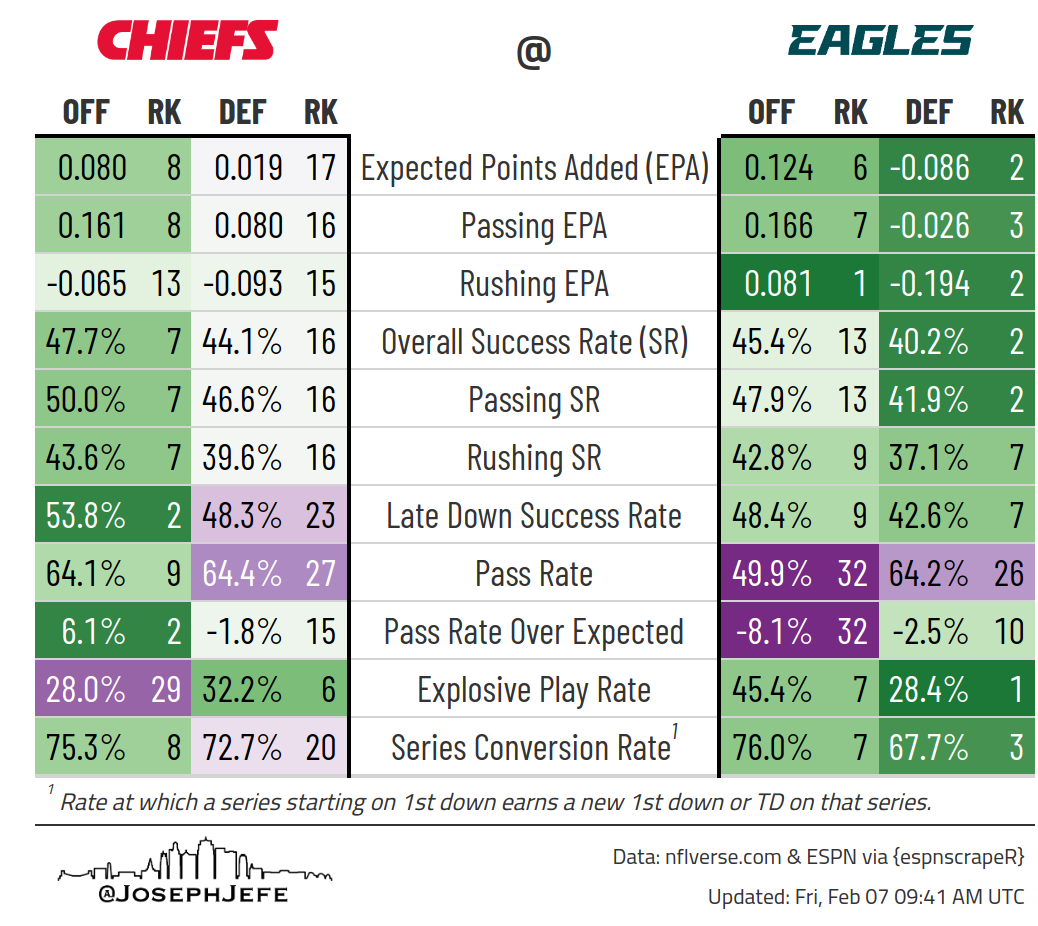 CHIEFS @ EAGLES
OFF RK DEF RK OFF RK DEF RK
0.080 8 0.019 17 Expected Points Added (EPA) 0.124 6 -0.086 2
0.161 8 0.080 16 Passing EPA 0.166 7 -0.026 3
-0.065 13 -0.093 15 Rushing EPA 0.081 1 -0.194 2
47.7% 7 44.1% 16 Overall Success Rate (SR) 45.4% 13 40.2% 2
50.0% 7 46.6% 16 Passing SR 47.9% 13 41.9% 2
43.6% 7 39.6% 16 Rushing SR 42.8% 9 37.1% 7
53.8% 2 48.3% 23 Late Down Success Rate 48.4% 9 42.6% 7
64.1% 9 64.4% 27 Pass Rate 49.9% 32 64.2% 26
6.1% 2 -1.8% 15 Pass Rate Over Expected -8.1% 32 -2.5% 10
28.0% 29 32.2% 6 Explosive Play Rate 45.4% 7 28.4% 1
75.3% 8 72.7% 20 Series Conversion Rate¹ 76.0% 7 67.7% 3
¹ Rate at which a series starting on 1st down earns a new 1st down or TD on that series.
@JOSEPHJEFE
Data: nflverse.com & ESPN via {espnscrapeR}
Updated: Fri, Feb 07 09:41 AM UTC